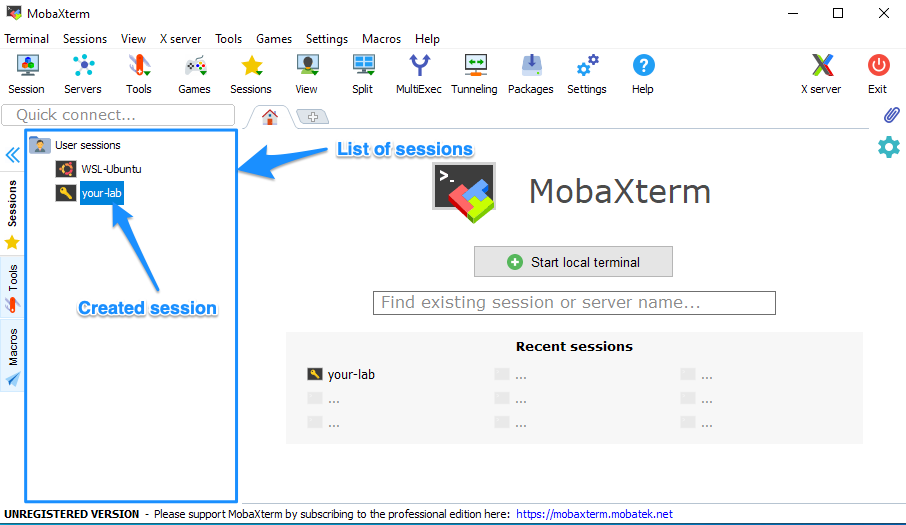 MobaXterm
Terminal Sessions View X server Tools Games Settings Macros Help
Session Servers Tools Games Sessions View Split MultiExec Tunneling Packages Settings Help X server Exit
Quick connect...
User sessions
WSL-Ubuntu
your-lab
List of sessions
Created session
Sessions
Tools
Macros
>_
MobaXterm
Start local terminal
Find existing session or server name...
Recent sessions
your-lab ... ...
... ... ...
... ... ...
UNREGISTERED VERSION - Please support MobaXterm by subscribing to the professional edition here: https://mobaxterm.mobatek.net